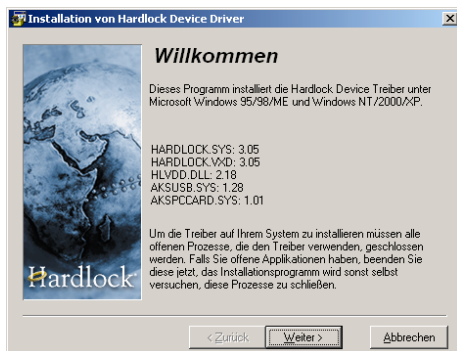 Installation von Hardlock Device Driver
Willkommen
Dieses Programm installiert die Hardlock Device Treiber unter
Microsoft Windows 95/98/ME und Windows NT/2000/XP.
HARDLOCK.SYS: 3.05
HARDLOCK.VXD: 3.05
HLVDD.DLL: 2.18
AKSUSB.SYS: 1.28
AKSPCCARD.SYS: 1.01
Um die Treiber auf Ihrem System zu installieren müssen alle
offenen Prozesse, die den Treiber verwenden, geschlossen
werden. Falls Sie offene Applikationen haben, beenden Sie
diese jetzt, das Installationsprogramm wird sonst selbst
versuchen, diese Prozesse zu schließen.
Hardlock
< Zurück
Weiter >
Abbrechen